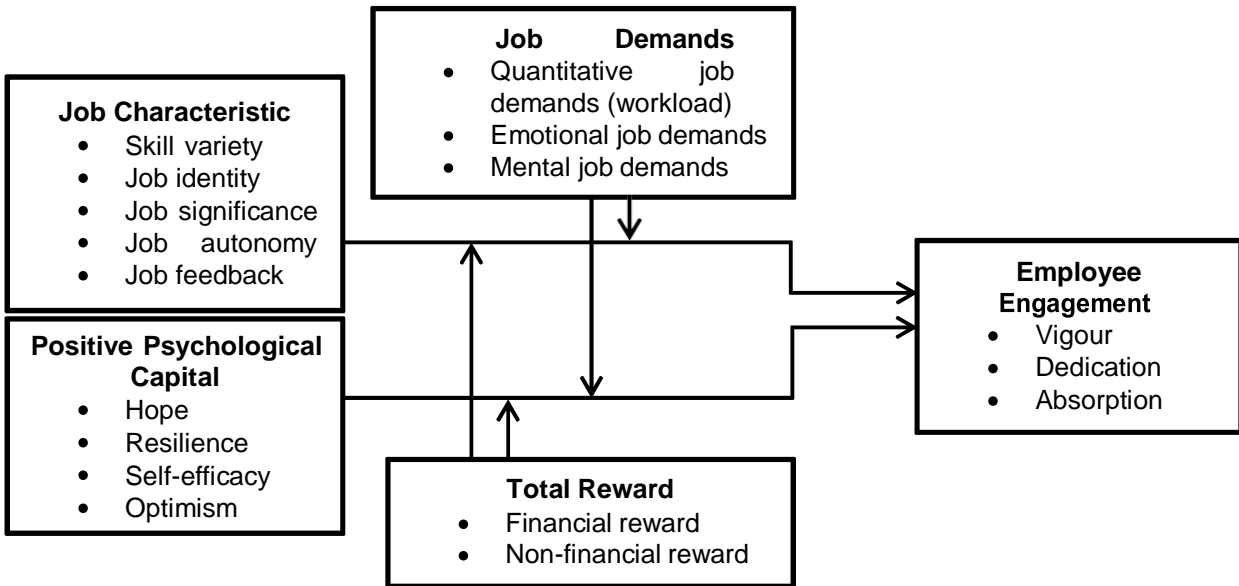 Job Demands
• Quantitative job
demands (workload)
• Emotional job demands
• Mental job demands
Job Characteristic
• Skill variety
• Job identity
• Job significance
• Job autonomy
• Job feedback
Positive Psychological
Capital
• Hope
• Resilience
• Self-efficacy
• Optimism
Total Reward
• Financial reward
• Non-financial reward
Employee
Engagement
• Vigour
• Dedication
• Absorption